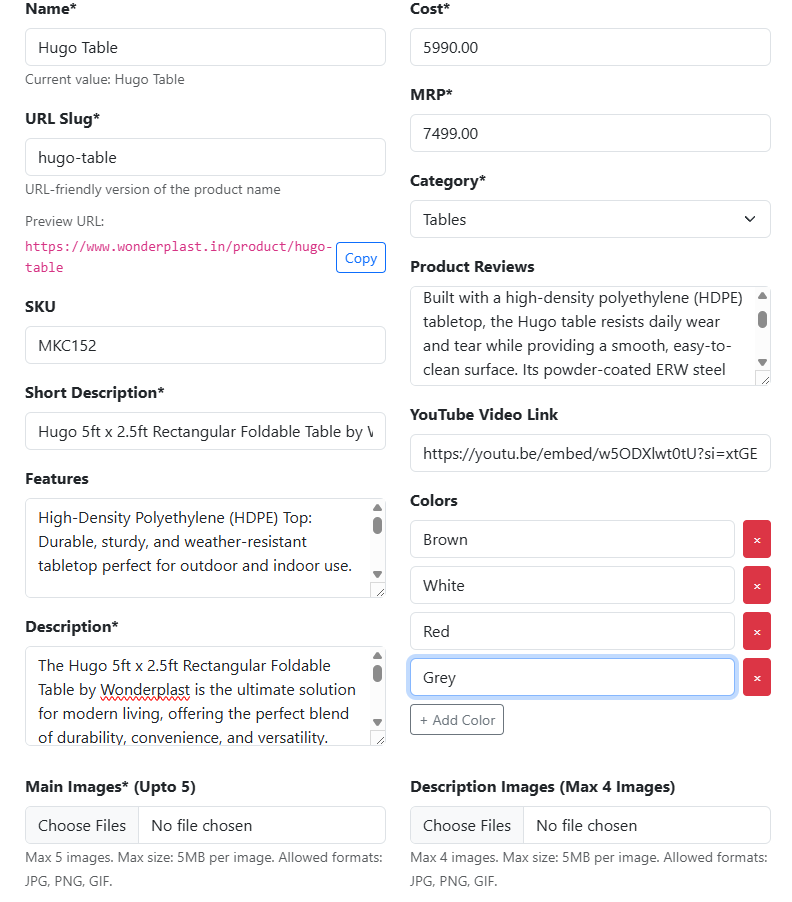 Name*
Hugo Table
Current value: Hugo Table
URL Slug*
hugo-table
URL-friendly version of the product name
Preview URL:
https://www.wonderplast.in/product/hugo-
table
Copy
SKU
MKC152
Short Description*
Hugo 5ft x 2.5ft Rectangular Foldable Table by W
Features
High-Density Polyethylene (HDPE) Top:
Durable, sturdy, and weather-resistant
tabletop perfect for outdoor and indoor use.
Description*
The Hugo 5ft x 2.5ft Rectangular Foldable
Table by Wonderplast is the ultimate solution
for modern living, offering the perfect blend
of durability, convenience, and versatility.
Main Images* (Upto 5)
Choose Files No file chosen
Max 5 images. Max size: 5MB per image. Allowed formats:
JPG, PNG, GIF.
Cost*
5990.00
MRP*
7499.00
Category*
Tables
Product Reviews
Built with a high-density polyethylene (HDPE)
tabletop, the Hugo table resists daily wear
and tear while providing a smooth, easy-to-
clean surface. Its powder-coated ERW steel
YouTube Video Link
https://youtu.be/embed/w5ODXlwt0tU?si=xtGE
Colors
Brown ×
White ×
Red ×
Grey ×
+ Add Color
Description Images (Max 4 Images)
Choose Files No file chosen
Max 4 images. Max size: 5MB per image. Allowed formats:
JPG, PNG, GIF.